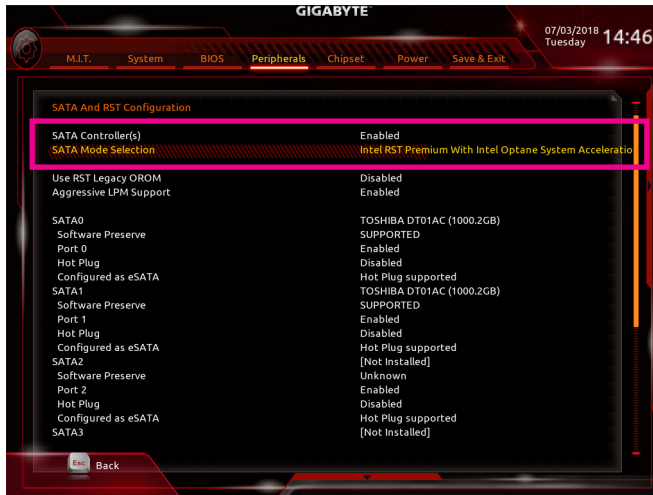 GIGABYTE
07/03/2018 14:46
Tuesday
M.I.T. System BIOS Peripherals Chipset Power Save & Exit
SATA And RST Configuration
SATA Controller(s) Enabled
SATA Mode Selection Intel RST Premium With Intel Optane System Acceleratio
Use RST Legacy OROM Disabled
Aggressive LPM Support Enabled
SATA0 TOSHIBA DT01AC (1000.2GB)
Software Preserve SUPPORTED
Port 0 Enabled
Hot Plug Disabled
Configured as eSATA Hot Plug supported
SATA1 TOSHIBA DT01AC (1000.2GB)
Software Preserve SUPPORTED
Port 1 Enabled
Hot Plug Disabled
Configured as eSATA Hot Plug supported
SATA2 [Not Installed]
Software Preserve Unknown
Port 2 Enabled
Hot Plug Disabled
Configured as eSATA Hot Plug supported
SATA3 [Not Installed]
Esc Back